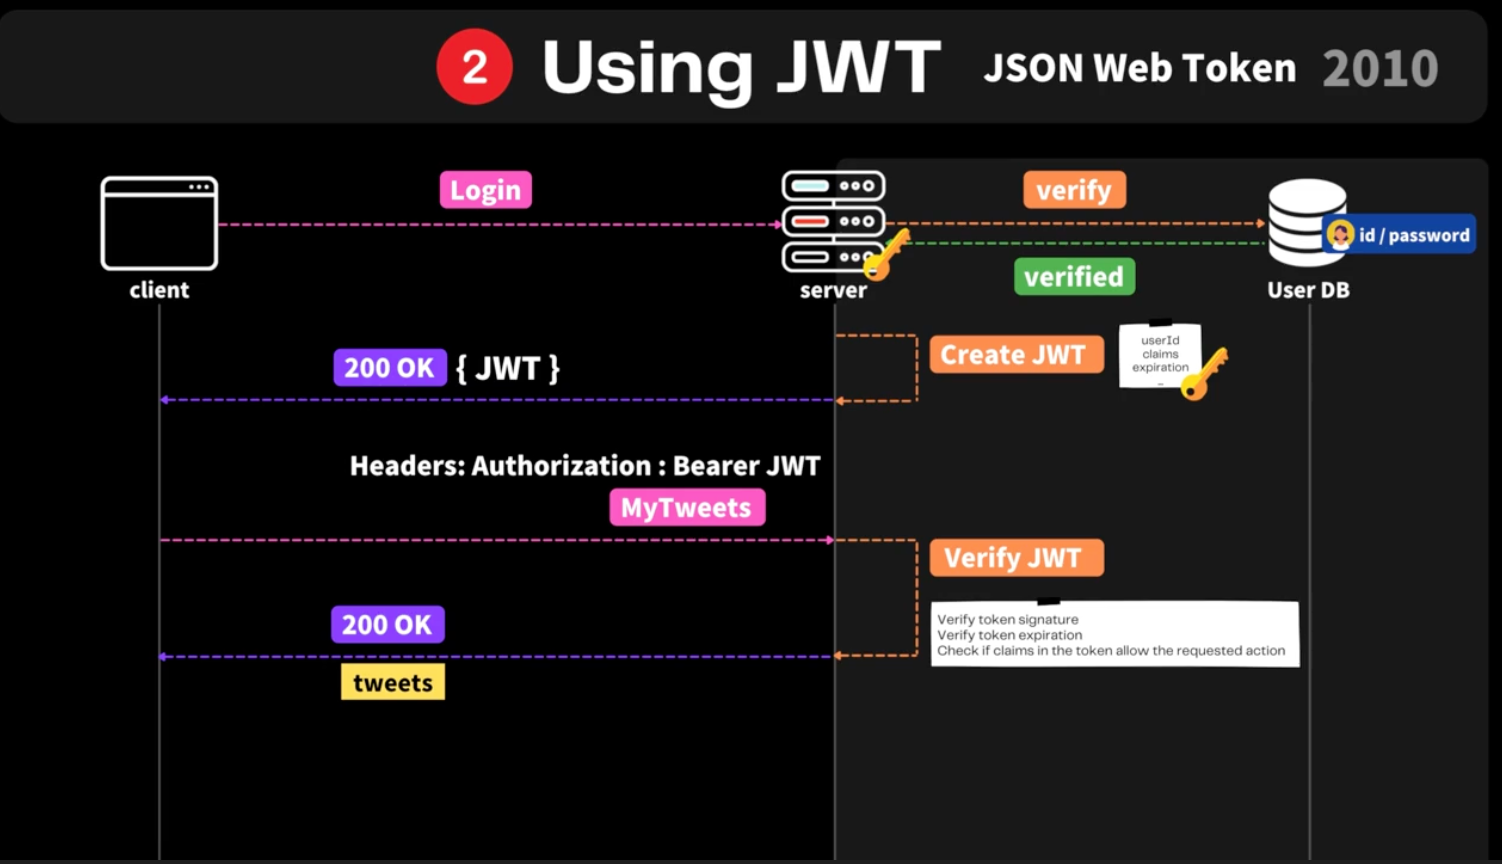 2 Using JWT JSON Web Token 2010
Login
verify
id / password
verified
client
server
User DB
200 OK { JWT }
Create JWT
userId
claims
expiration
...
Headers: Authorization : Bearer JWT
MyTweets
Verify JWT
200 OK
Verify token signature
Verify token expiration
Check if claims in the token allow the requested action
tweets